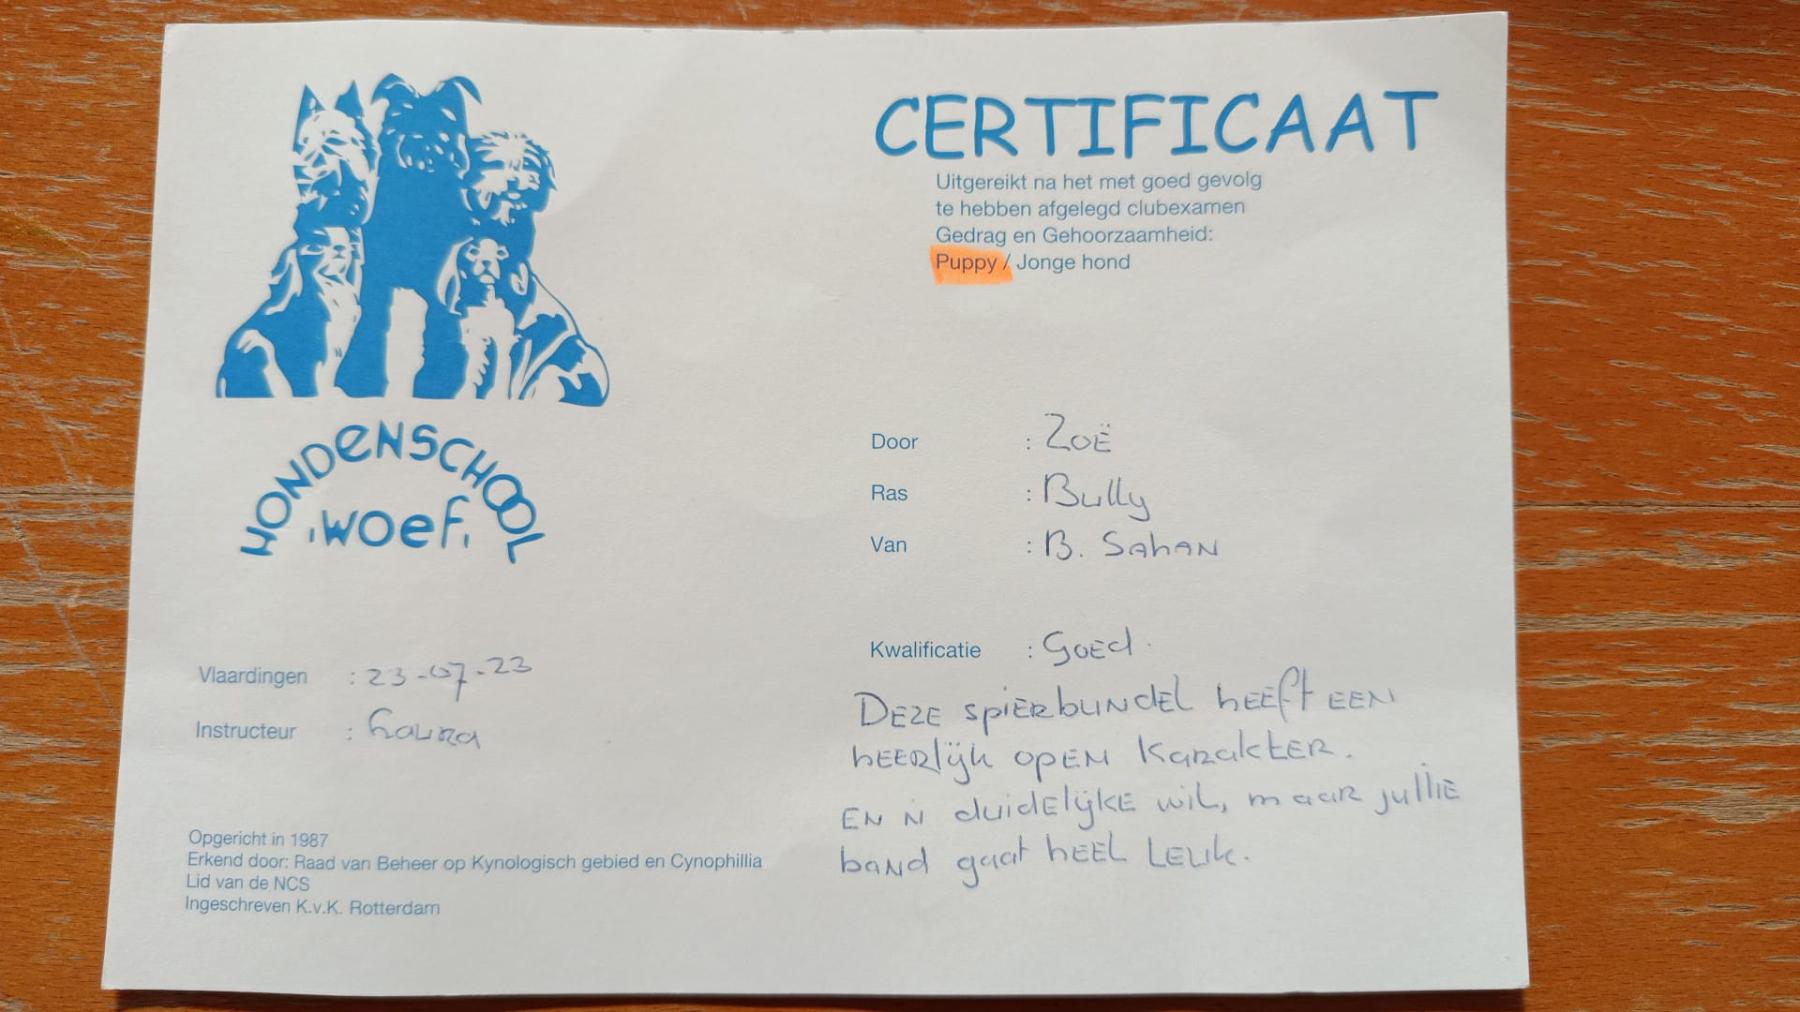 CERTIFICAAT
Uitgereikt na het met goed gevolg
te hebben afgelegd clubexamen
Gedrag en Gehoorzaamheid:
Puppy / Jonge hond
HONDENSCHOOL
.woef.
Door : Zoë
Ras : Bully
Van : B. Sahan
Kwalificatie : Goed.
Deze spierbundel heeft een
heerlijk open karakter.
En n duidelijke wil, maar jullie
band gaat heel leuk.
Vlaardingen : 23-07-23
Instructeur : Laura
Opgericht in 1987
Erkend door: Raad van Beheer op Kynologisch gebied en Cynophillia
Lid van de NCS
Ingeschreven K.v.K. Rotterdam